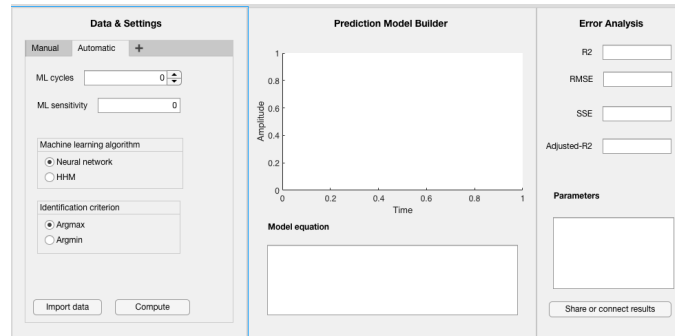 Data & Settings
Manual Automatic +
ML cycles 0
ML sensitivity 0
Machine learning algorithm
Neural network
HHM
Identification criterion
Argmax
Argmin
Import data Compute
Prediction Model Builder
1
0.8
0.6
0.4
0.2
0
Amplitude
0 0.2 0.4 0.6 0.8 1
Time
Model equation
Error Analysis
R2
RMSE
SSE
Adjusted-R2
Parameters
Share or connect results